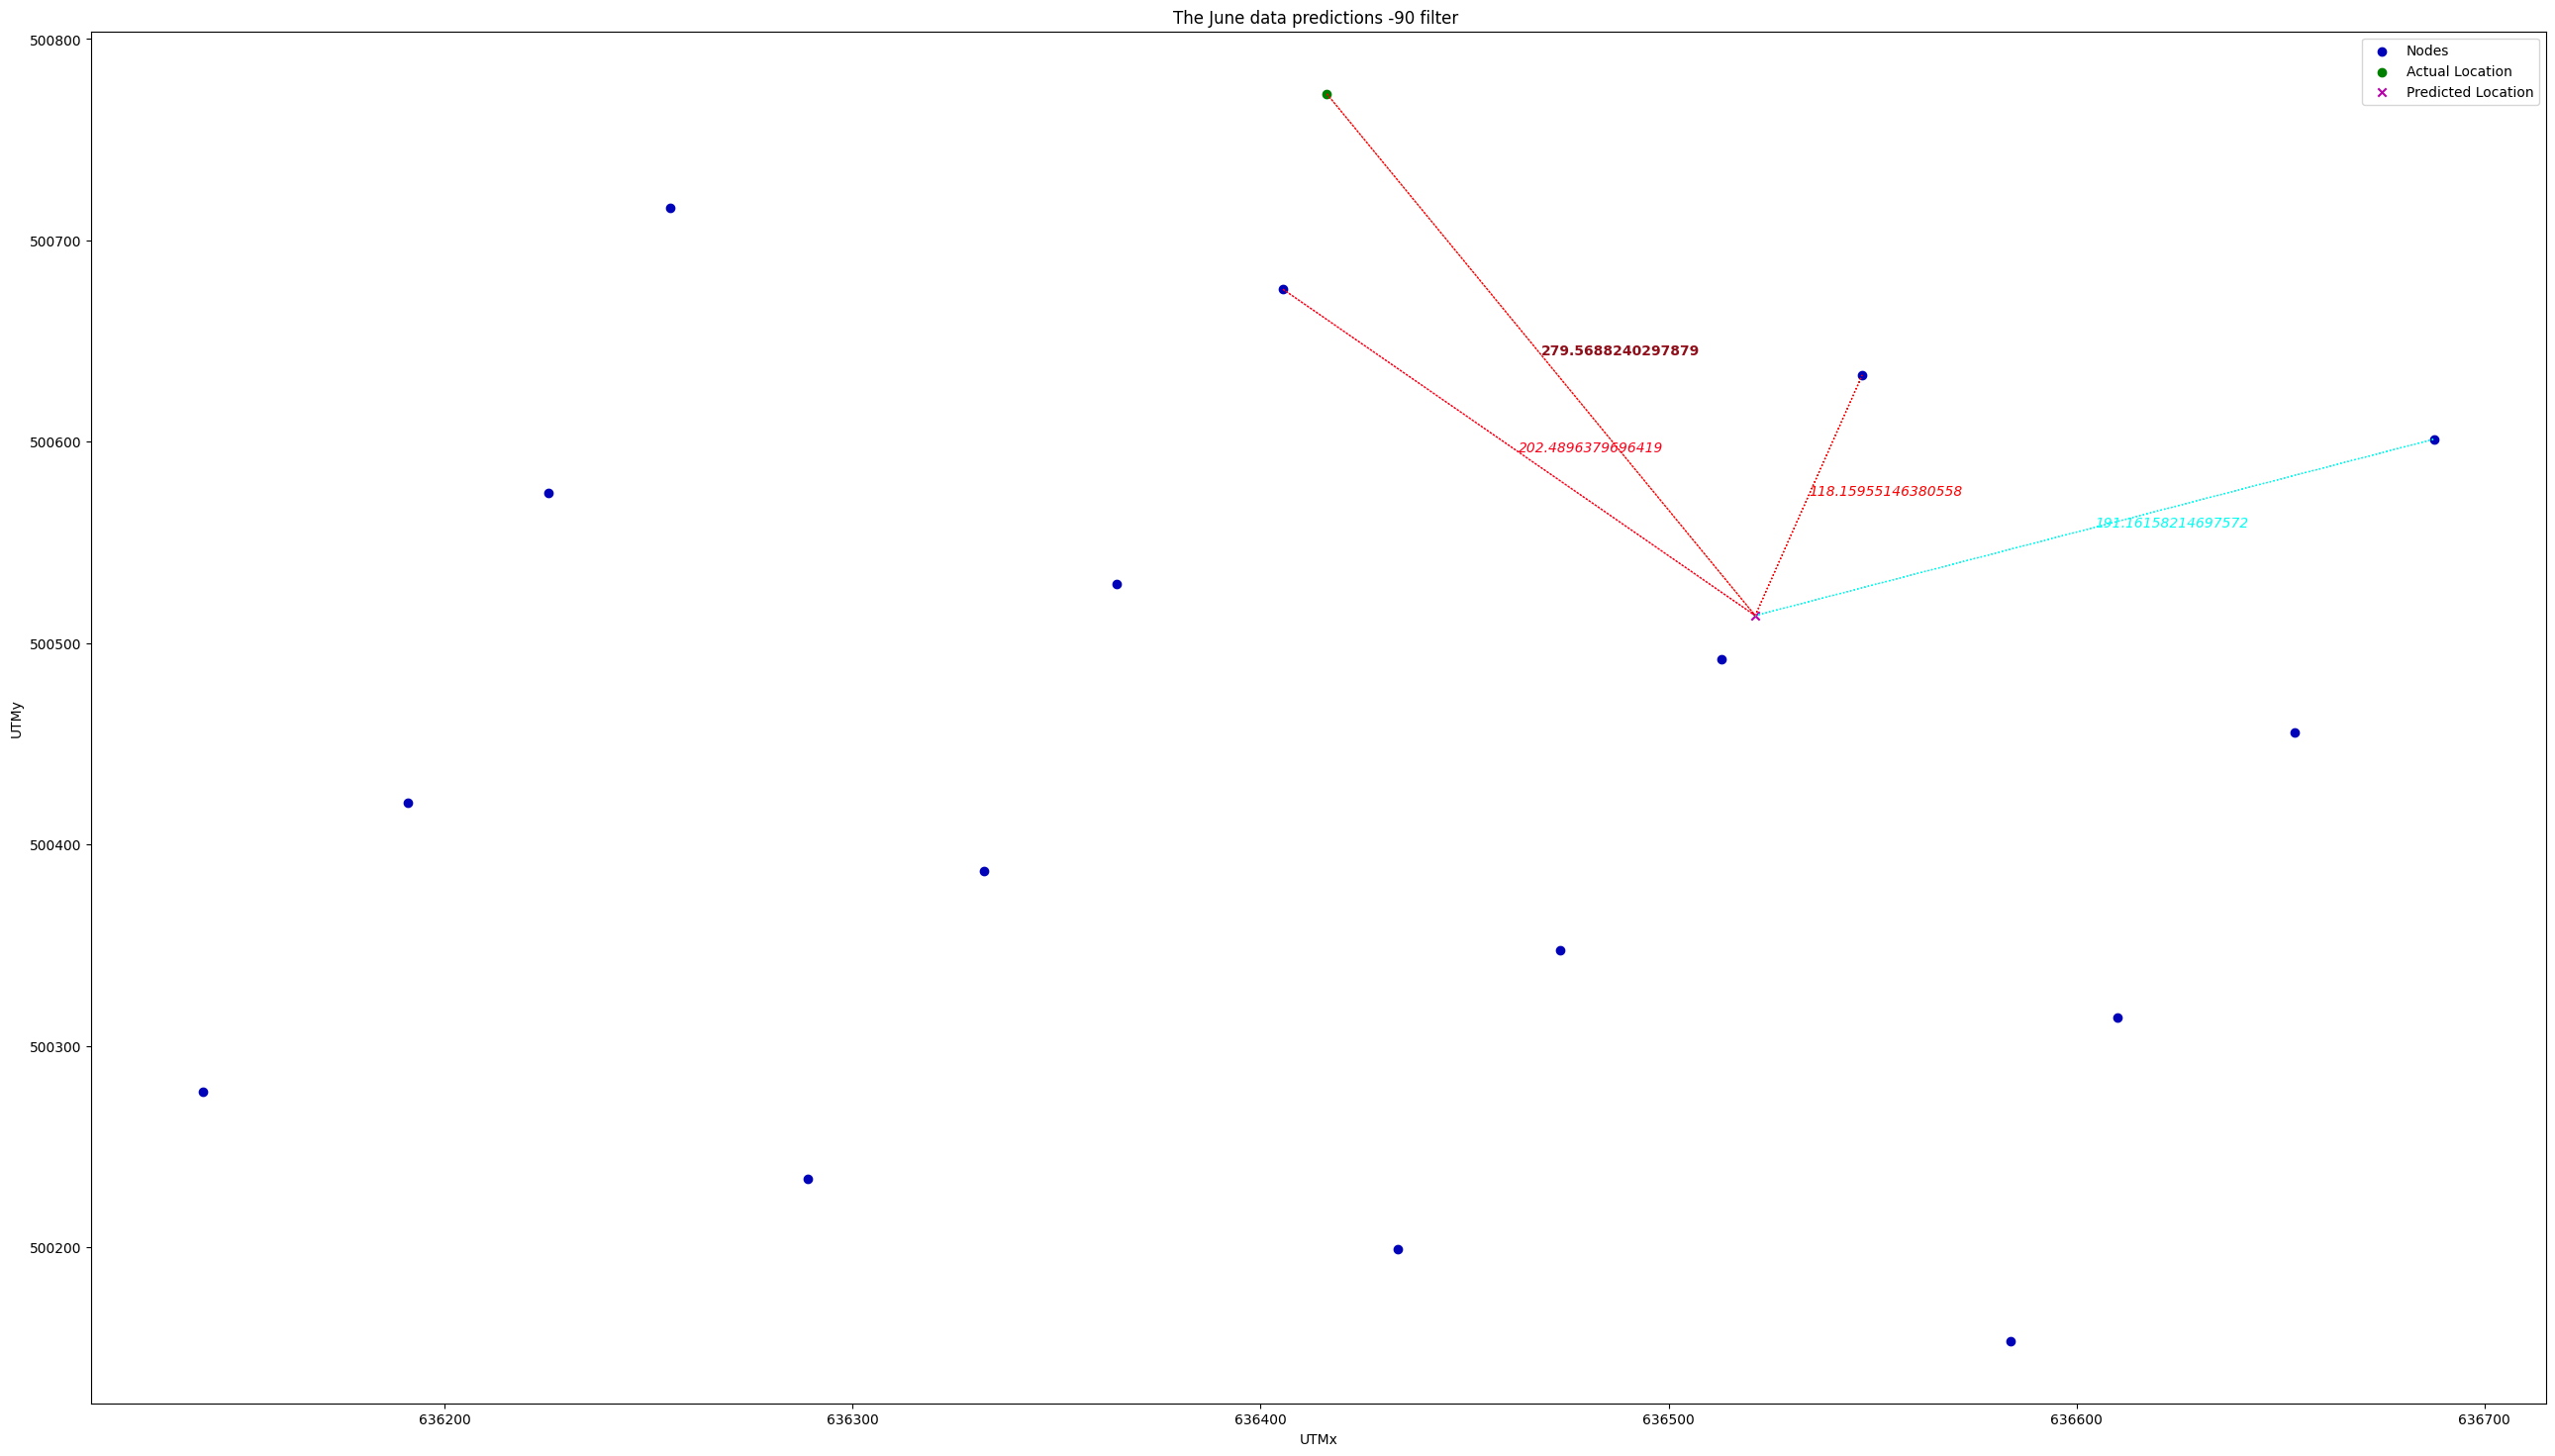 The June data predictions -90 filter
Nodes
Actual Location
Predicted Location
500800
500700
500600
500500
500400
500300
500200
UTMy
279.5688240297879
202.4896379696419
118.15955146380558
191.16158214697572
636200
636300
636400
636500
636600
636700
UTMx